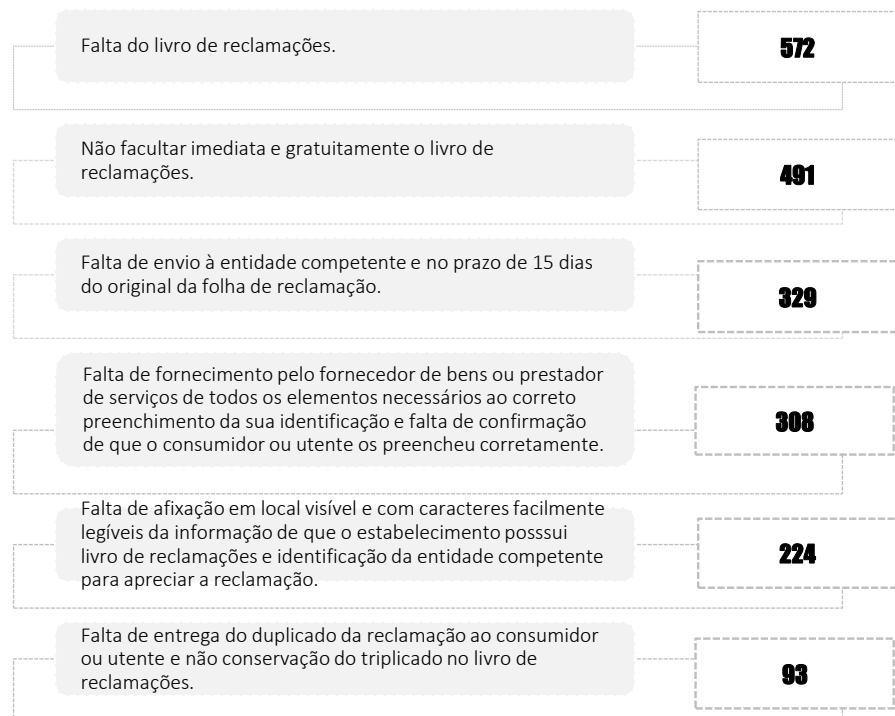 Falta do livro de reclamações.
572
Não facultar imediata e gratuitamente o livro de
reclamações.
491
Falta de envio à entidade competente e no prazo de 15 dias
do original da folha de reclamação.
329
Falta de fornecimento pelo fornecedor de bens ou prestador
de serviços de todos os elementos necessários ao correto
preenchimento da sua identificação e falta de confirmação
de que o consumidor ou utente os preencheu corretamente.
308
Falta de afixação em local visível e com caracteres facilmente
legíveis da informação de que o estabelecimento posssui
livro de reclamações e identificação da entidade competente
para apreciar a reclamação.
224
Falta de entrega do duplicado da reclamação ao consumidor
ou utente e não conservação do triplicado no livro de
reclamações.
93